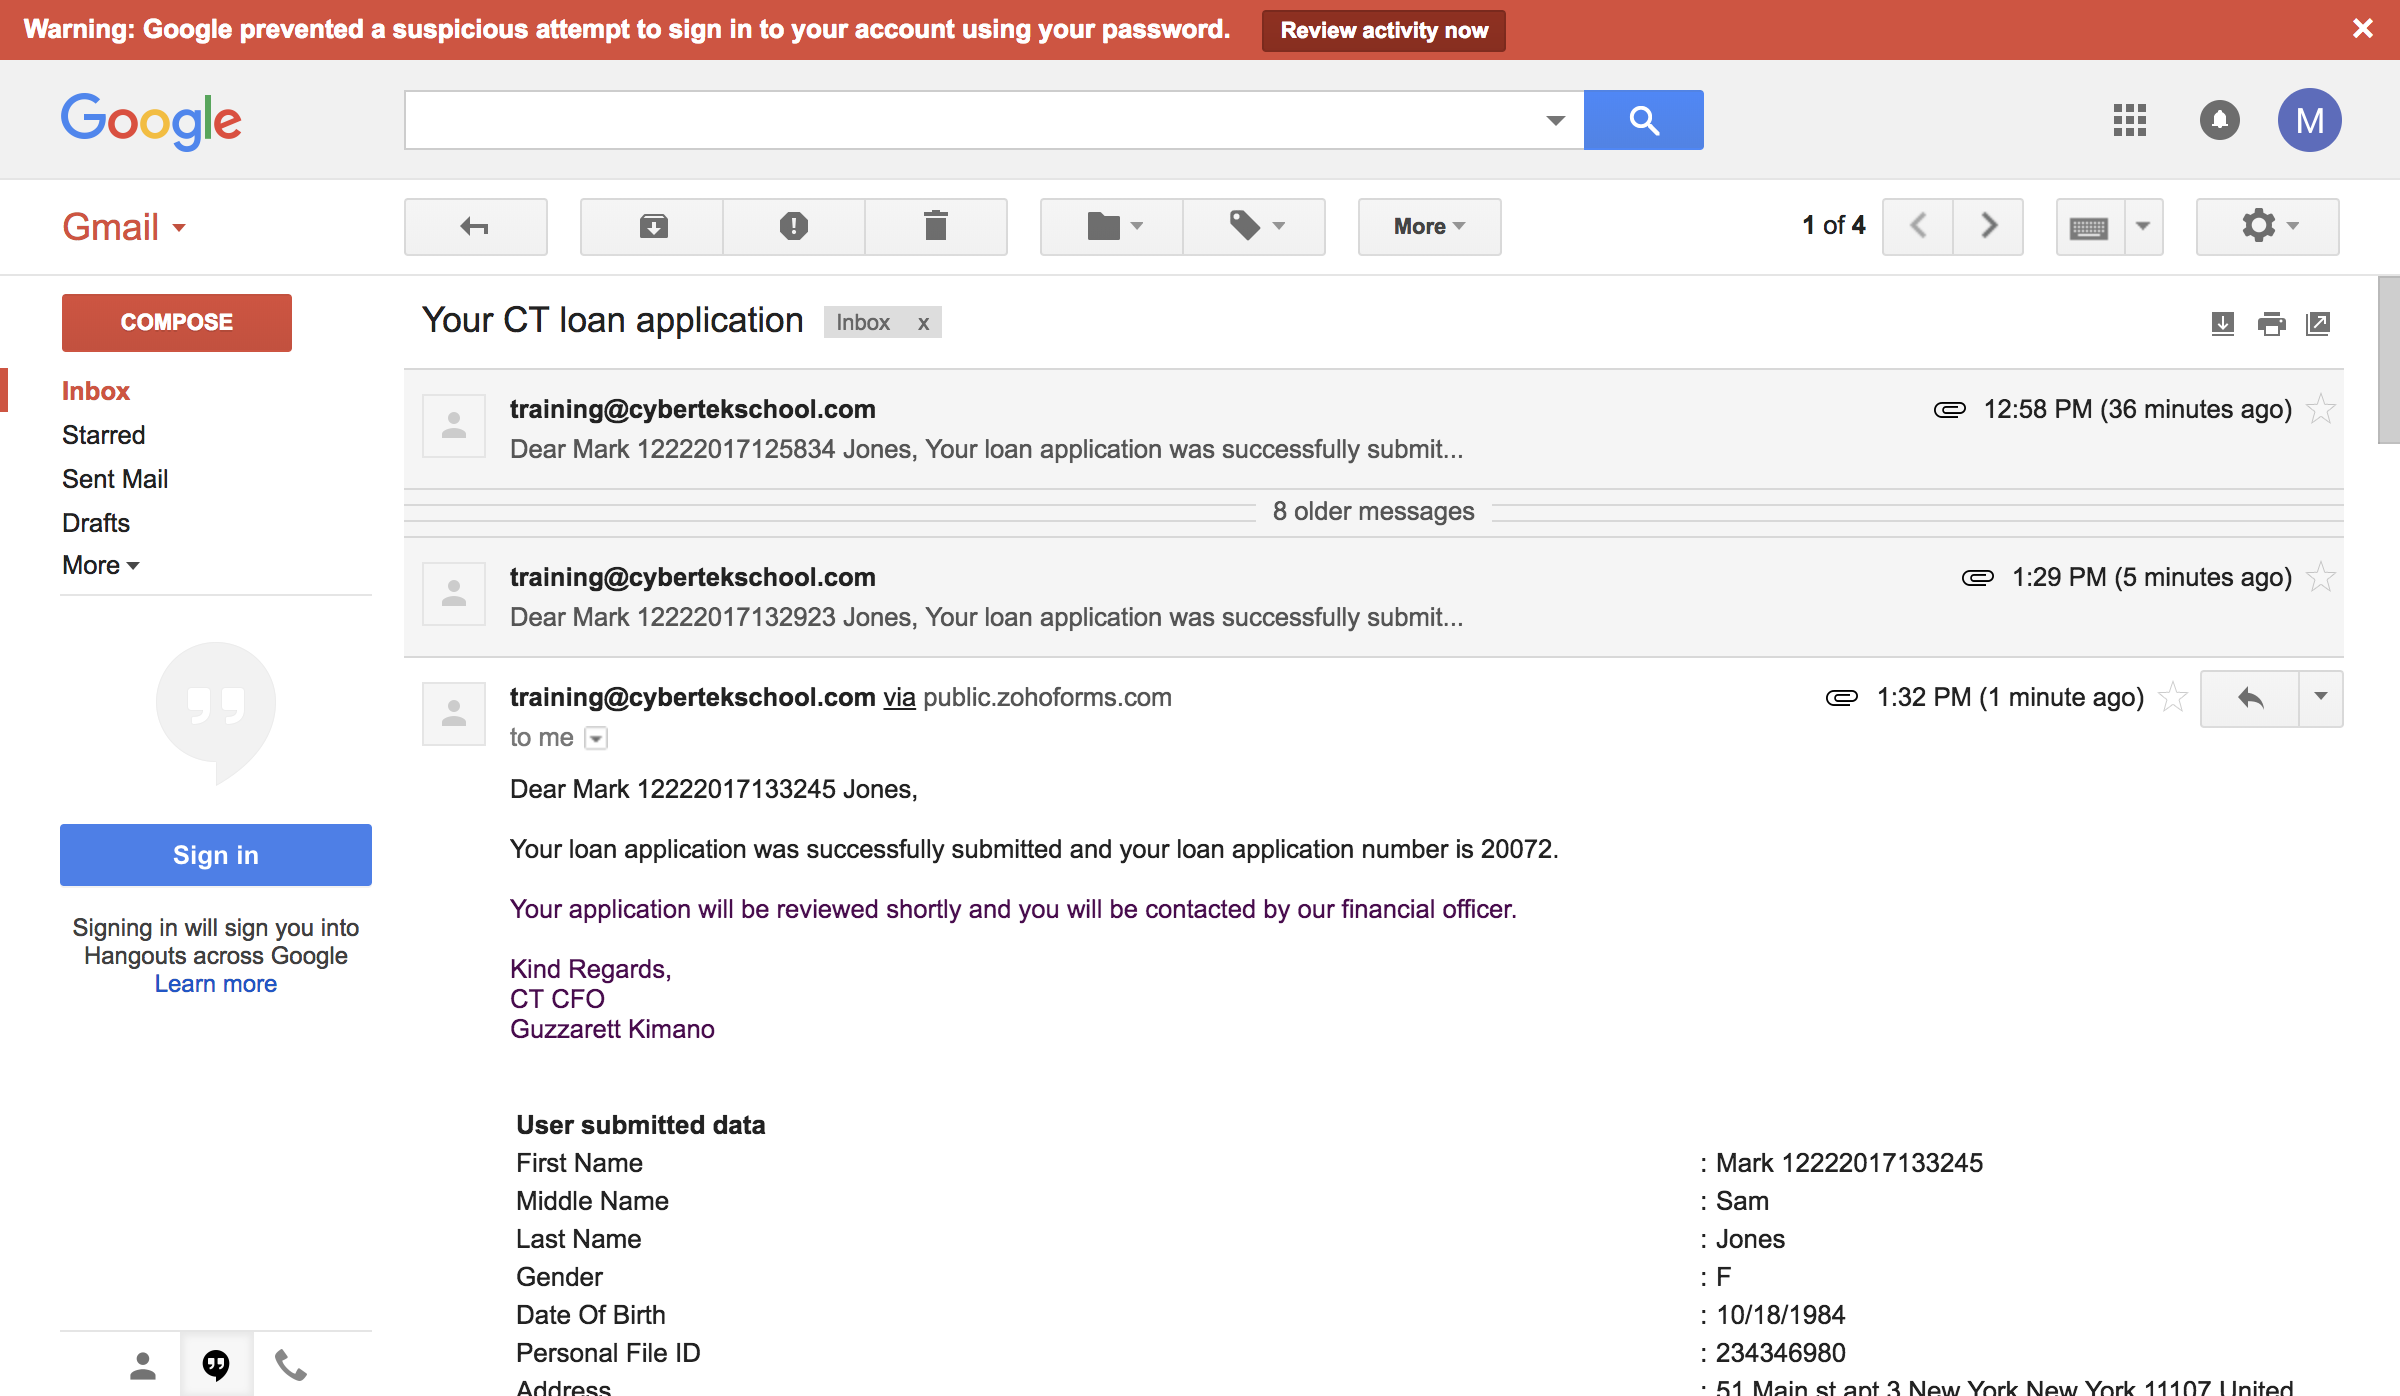 Warning: Google prevented a suspicious attempt to sign in to your account using your password. Review activity now
Google
M
Gmail
More
1 of 4
COMPOSE
Your CT loan application Inbox x
Inbox
Starred
Sent Mail
Drafts
More
training@cybertekschool.com 12:58 PM (36 minutes ago)
Dear Mark 12222017125834 Jones, Your loan application was successfully submit...
8 older messages
training@cybertekschool.com 1:29 PM (5 minutes ago)
Dear Mark 12222017132923 Jones, Your loan application was successfully submit...
training@cybertekschool.com via public.zohoforms.com 1:32 PM (1 minute ago)
to me
Dear Mark 12222017133245 Jones,
Your loan application was successfully submitted and your loan application number is 20072.
Your application will be reviewed shortly and you will be contacted by our financial officer.
Kind Regards,
CT CFO
Guzzarett Kimano
Sign in
Signing in will sign you into
Hangouts across Google
Learn more
User submitted data
First Name : Mark 12222017133245
Middle Name : Sam
Last Name : Jones
Gender : F
Date Of Birth : 10/18/1984
Personal File ID : 234346980
Address : 51 Main st apt 3 New York New York 11107 United